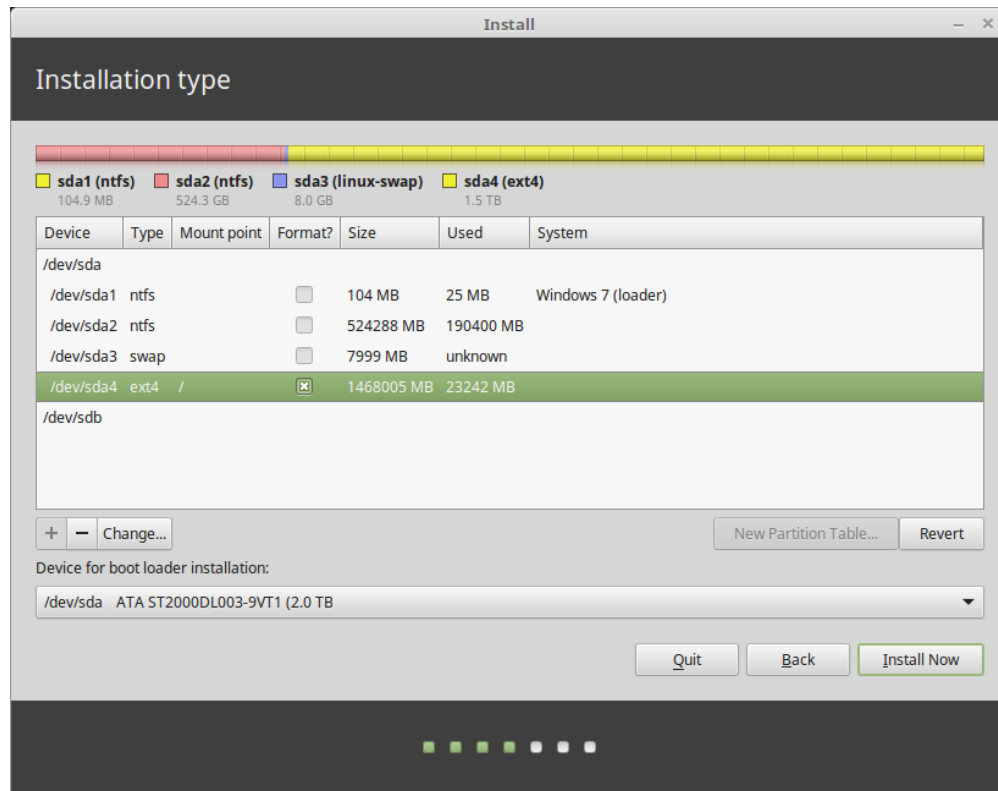 Install
Installation type
sda1 (ntfs) sda2 (ntfs) sda3 (linux-swap) sda4 (ext4)
104.9 MB 524.3 GB 8.0 GB 1.5 TB
Device Type Mount point Format? Size Used System
/dev/sda
/dev/sda1 ntfs 104 MB 25 MB Windows 7 (loader)
/dev/sda2 ntfs 524288 MB 190400 MB
/dev/sda3 swap 7999 MB unknown
/dev/sda4 ext4 / 1468005 MB 23242 MB
/dev/sdb
+ − Change... New Partition Table... Revert
Device for boot loader installation:
/dev/sda ATA ST2000DL003-9VT1 (2.0 TB
Quit Back Install Now